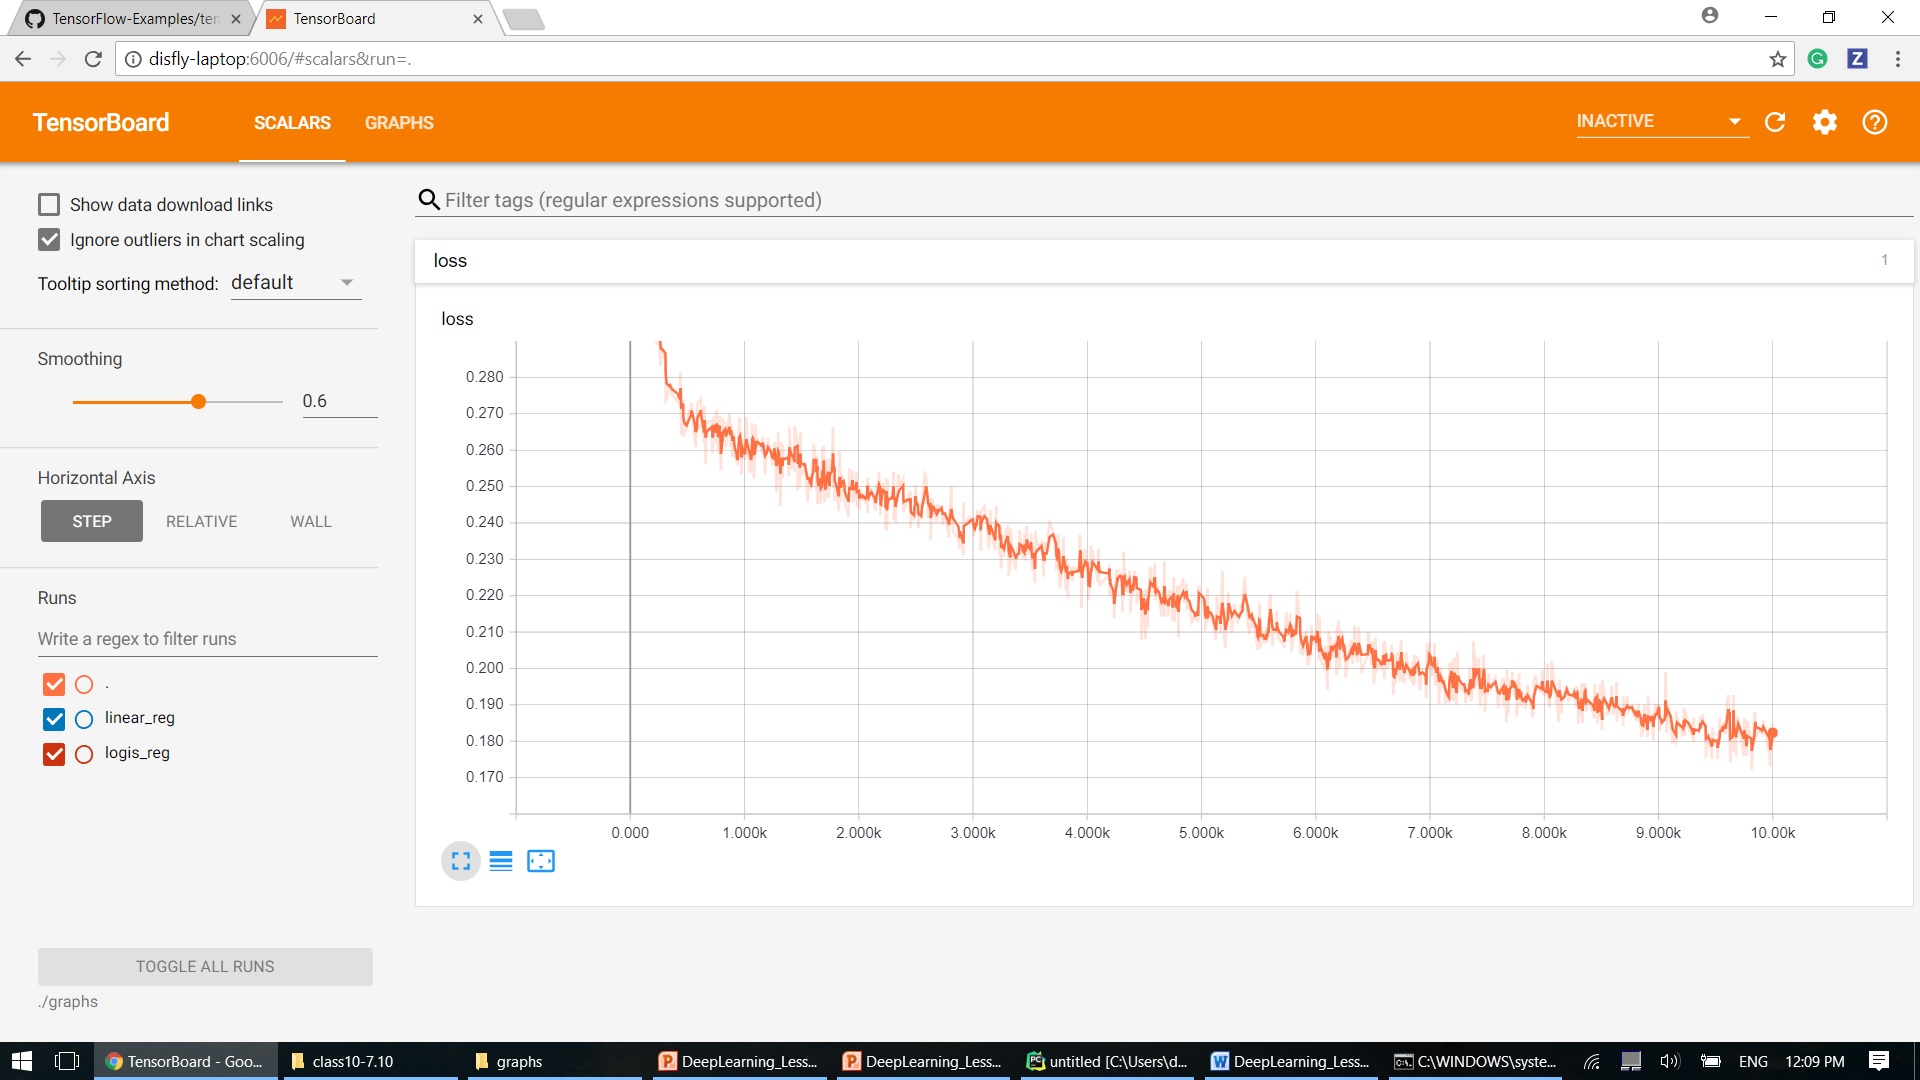 TensorFlow-Examples/ten
TensorBoard
disfly-laptop:6006/#scalars&run=.
TensorBoard
SCALARS
GRAPHS
INACTIVE
Show data download links
Ignore outliers in chart scaling
Tooltip sorting method: default
Smoothing
0.6
Horizontal Axis
STEP
RELATIVE
WALL
Runs
Write a regex to filter runs
.
linear_reg
logis_reg
TOGGLE ALL RUNS
./graphs
Filter tags (regular expressions supported)
loss
1
loss
0.280
0.270
0.260
0.250
0.240
0.230
0.220
0.210
0.200
0.190
0.180
0.170
0.000 1.000k 2.000k 3.000k 4.000k 5.000k 6.000k 7.000k 8.000k 9.000k 10.00k
TensorBoard - Goo...
class10-7.10
graphs
DeepLearning_Less...
DeepLearning_Less...
untitled [C:\Users\d...
DeepLearning_Less...
C:\WINDOWS\syste...
ENG
12:09 PM